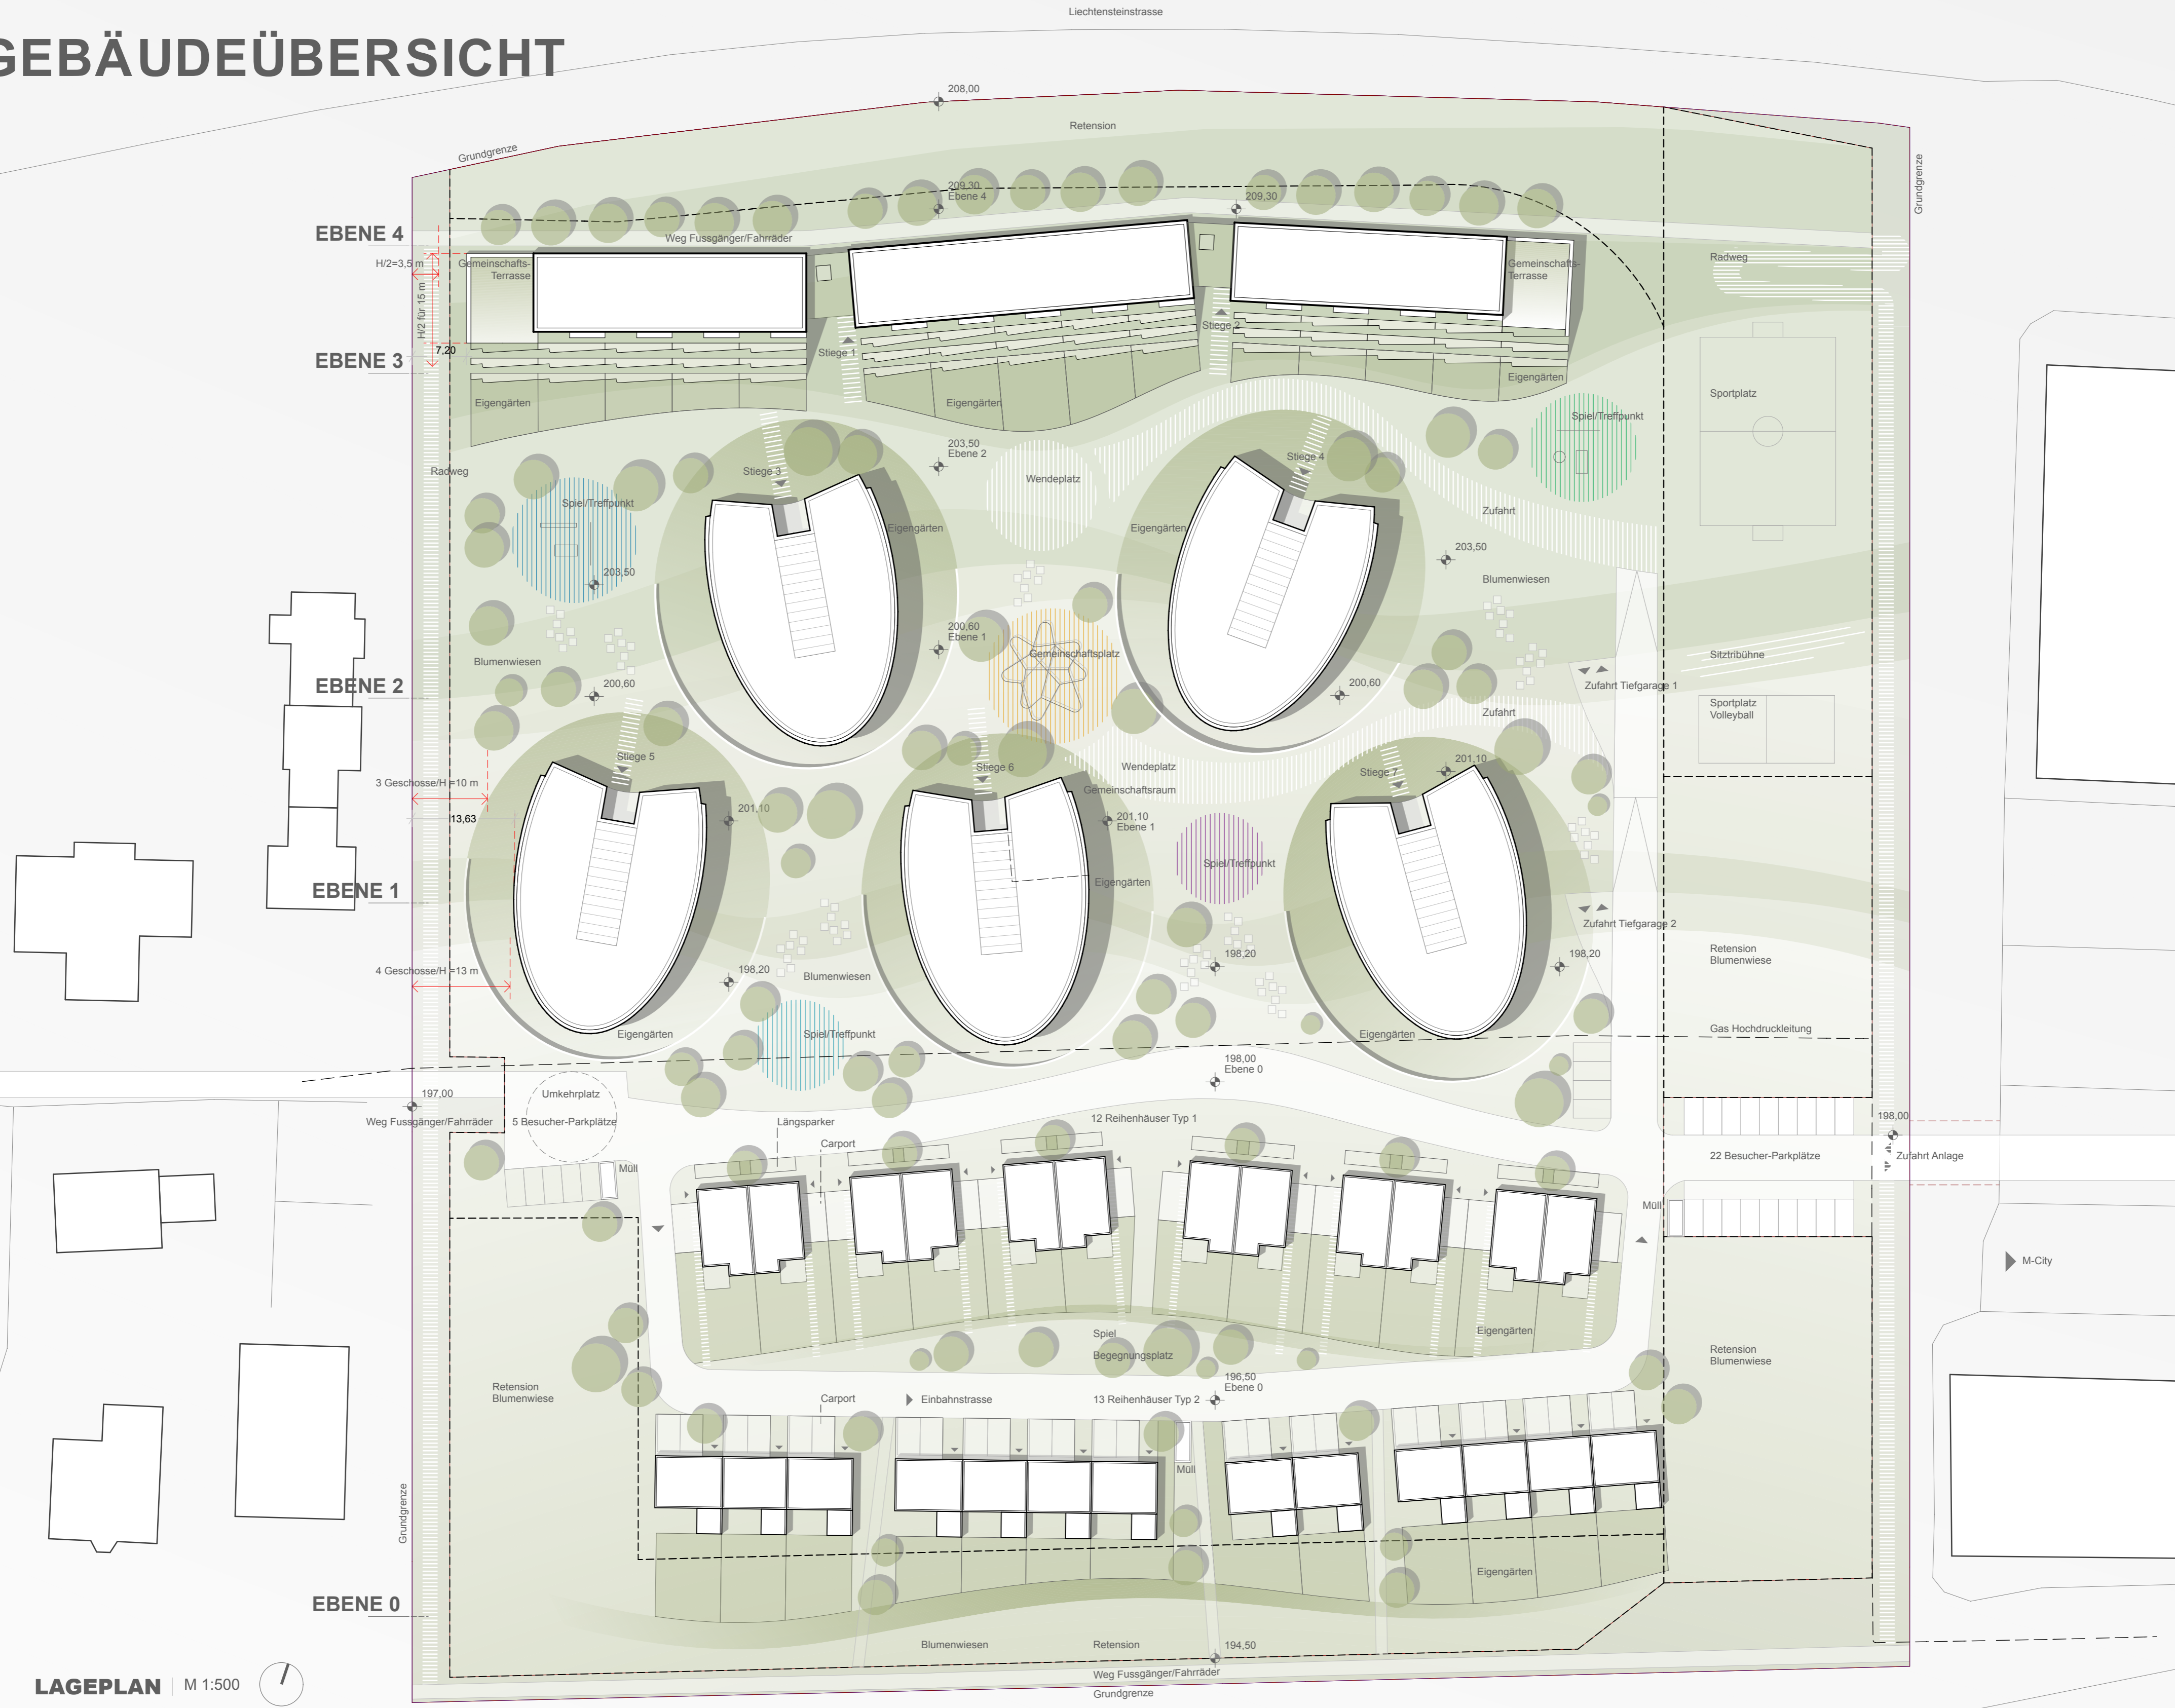 Liechtensteinstrasse
GEBÄUDEÜBERSICHT
208,00
Retension
Grundgrenze
Grundgrenze
209,30
Ebene 4
209,30
EBENE 4
Weg Fussgänger/Fahrräder
H/2=3,5 m
Gemeinschafts-
Terrasse
Gemeinschafts-
Terrasse
Radweg
H/2 für 15 m
7,20
Stiege 1
Stiege 2
EBENE 3
Eigengärten
Eigengärten
Eigengärten
Sportplatz
Spiel/Treffpunkt
203,50
Ebene 2
Radweg
Stiege 3
Wendeplatz
Stiege 4
Spiel/Treffpunkt
Eigengärten
Eigengärten
Zufahrt
203,50
203,50
Blumenwiesen
200,60
Ebene 1
Gemeinschaftsplatz
Blumenwiesen
Sitztribühne
EBENE 2
200,60
200,60
Zufahrt Tiefgarage 1
Sportplatz
Volleyball
Zufahrt
Stiege 5
Stiege 6
Wendeplatz
Stiege 7
201,10
3 Geschosse/H =10 m
Gemeinschaftsraum
13,63
201,10
201,10
Ebene 1
Spiel/Treffpunkt
EBENE 1
Eigengärten
Zufahrt Tiefgarage 2
4 Geschosse/H =13 m
198,20
Blumenwiesen
198,20
198,20
Retension
Blumenwiese
Eigengärten
Spiel/Treffpunkt
Eigengärten
Gas Hochdruckleitung
198,00
Ebene 0
197,00
Umkehrplatz
Weg Fussgänger/Fahrräder
5 Besucher-Parkplätze
Längsparker
12 Reihenhäuser Typ 1
198,00
Carport
Müll
22 Besucher-Parkplätze
Zufahrt Anlage
Müll
M-City
Spiel
Begegnungsplatz
Eigengärten
Retension
Blumenwiese
Retension
Blumenwiese
196,50
Ebene 0
Carport
Einbahnstrasse
13 Reihenhäuser Typ 2
Müll
Grundgrenze
Eigengärten
EBENE 0
Blumenwiesen
Retension
194,50
Weg Fussgänger/Fahrräder
Grundgrenze
LAGEPLAN | M 1:500